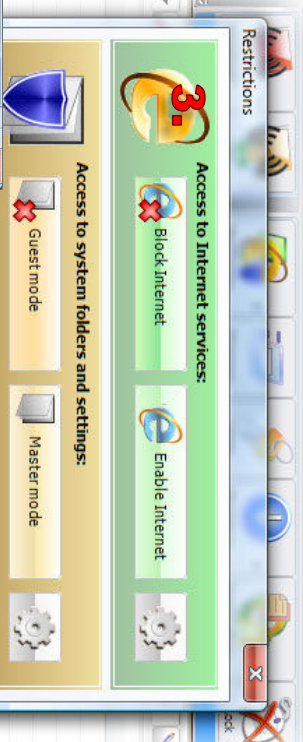 Restrictions
3.
Access to Internet services:
Block Internet
Enable Internet
Access to system folders and settings:
Guest mode
Master mode
ock